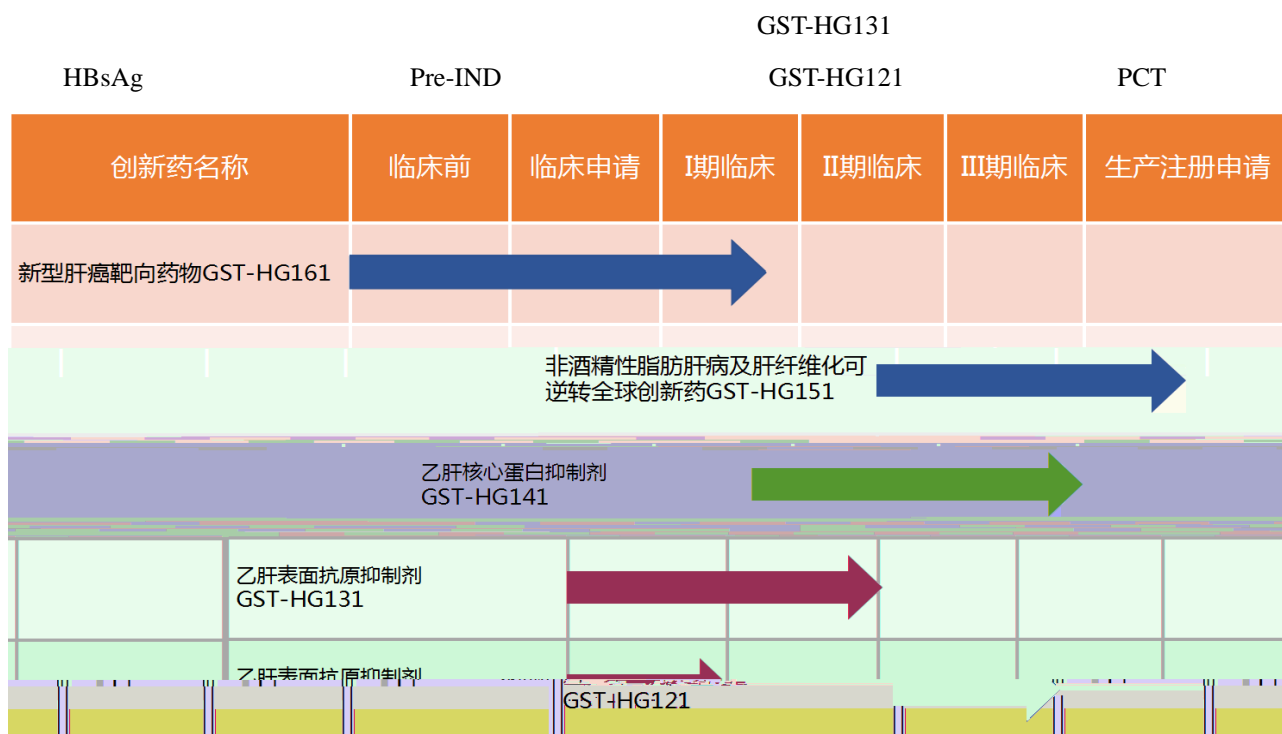 GST-HG131
HBsAg Pre-IND GST-HG121 PCT
创新药名称 临床前 临床申请 I期临床 II期临床 III期临床 生产注册申请
新型肝癌靶向药物GST-HG161
非酒精性脂肪肝病及肝纤维化可
逆转全球创新药GST-HG151
乙肝核心蛋白抑制剂
GST-HG141
乙肝表面抗原抑制剂
GST-HG131
乙肝表面抗原抑制剂
GST-HG121